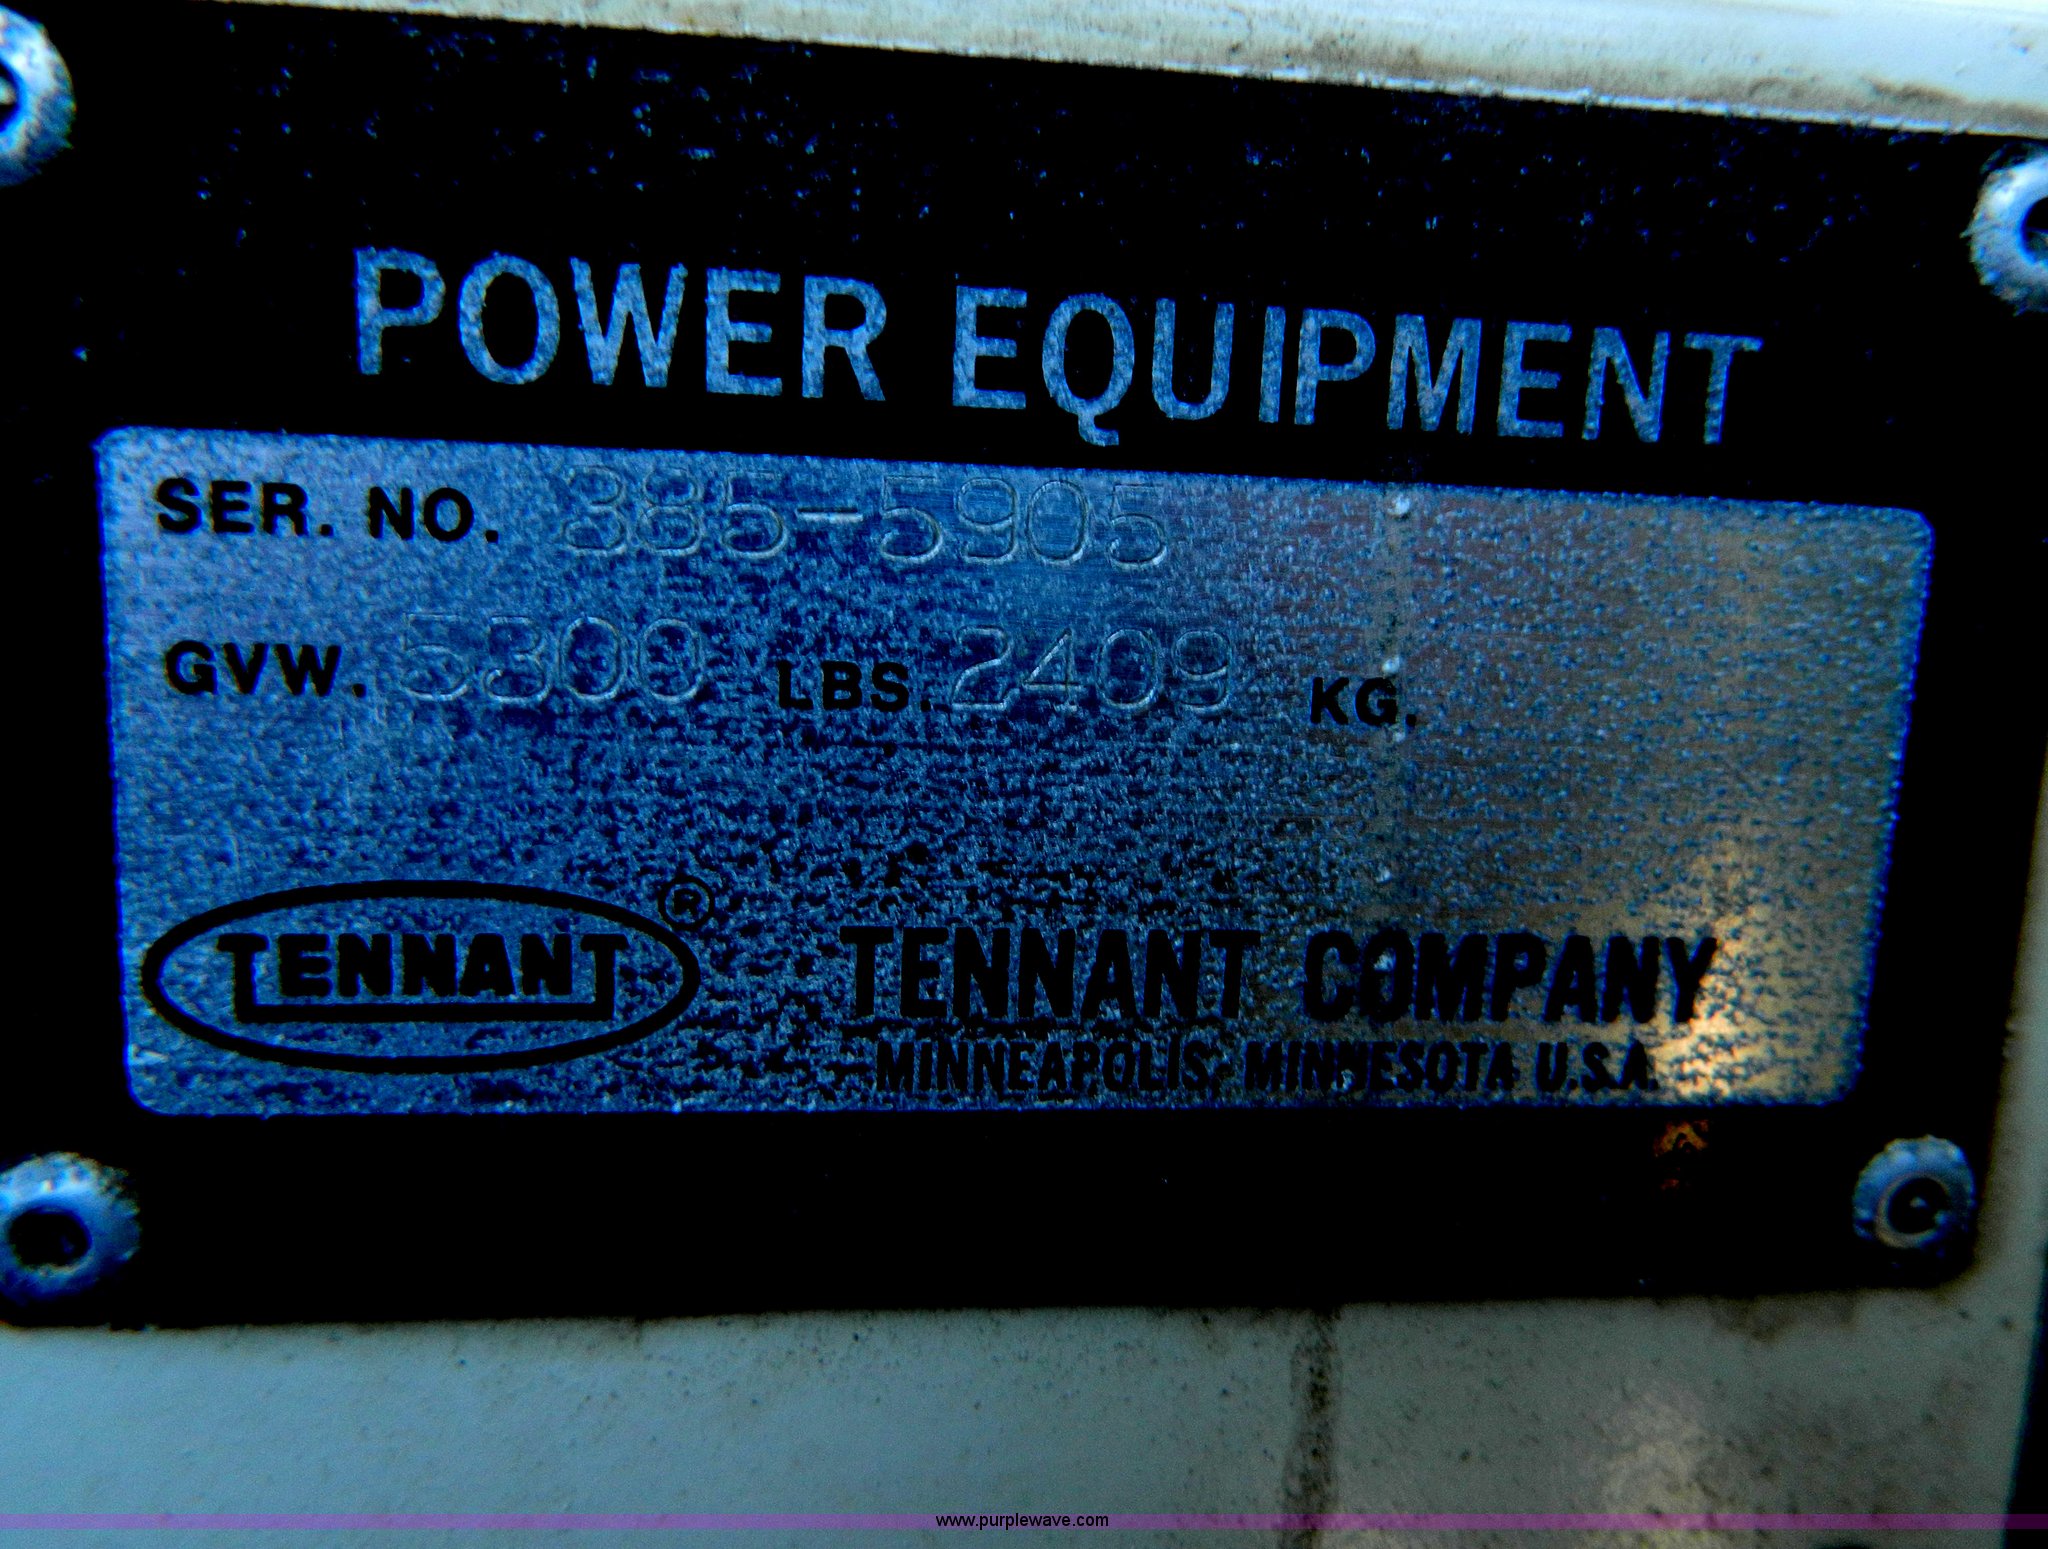 POWER EQUIPMENT
SER. NO. 385-5905
GVW. 5300 LBS. 2409 KG.
TENNANT ®
TENNANT COMPANY
MINNEAPOLIS, MINNESOTA U.S.A.
www.purplewave.com